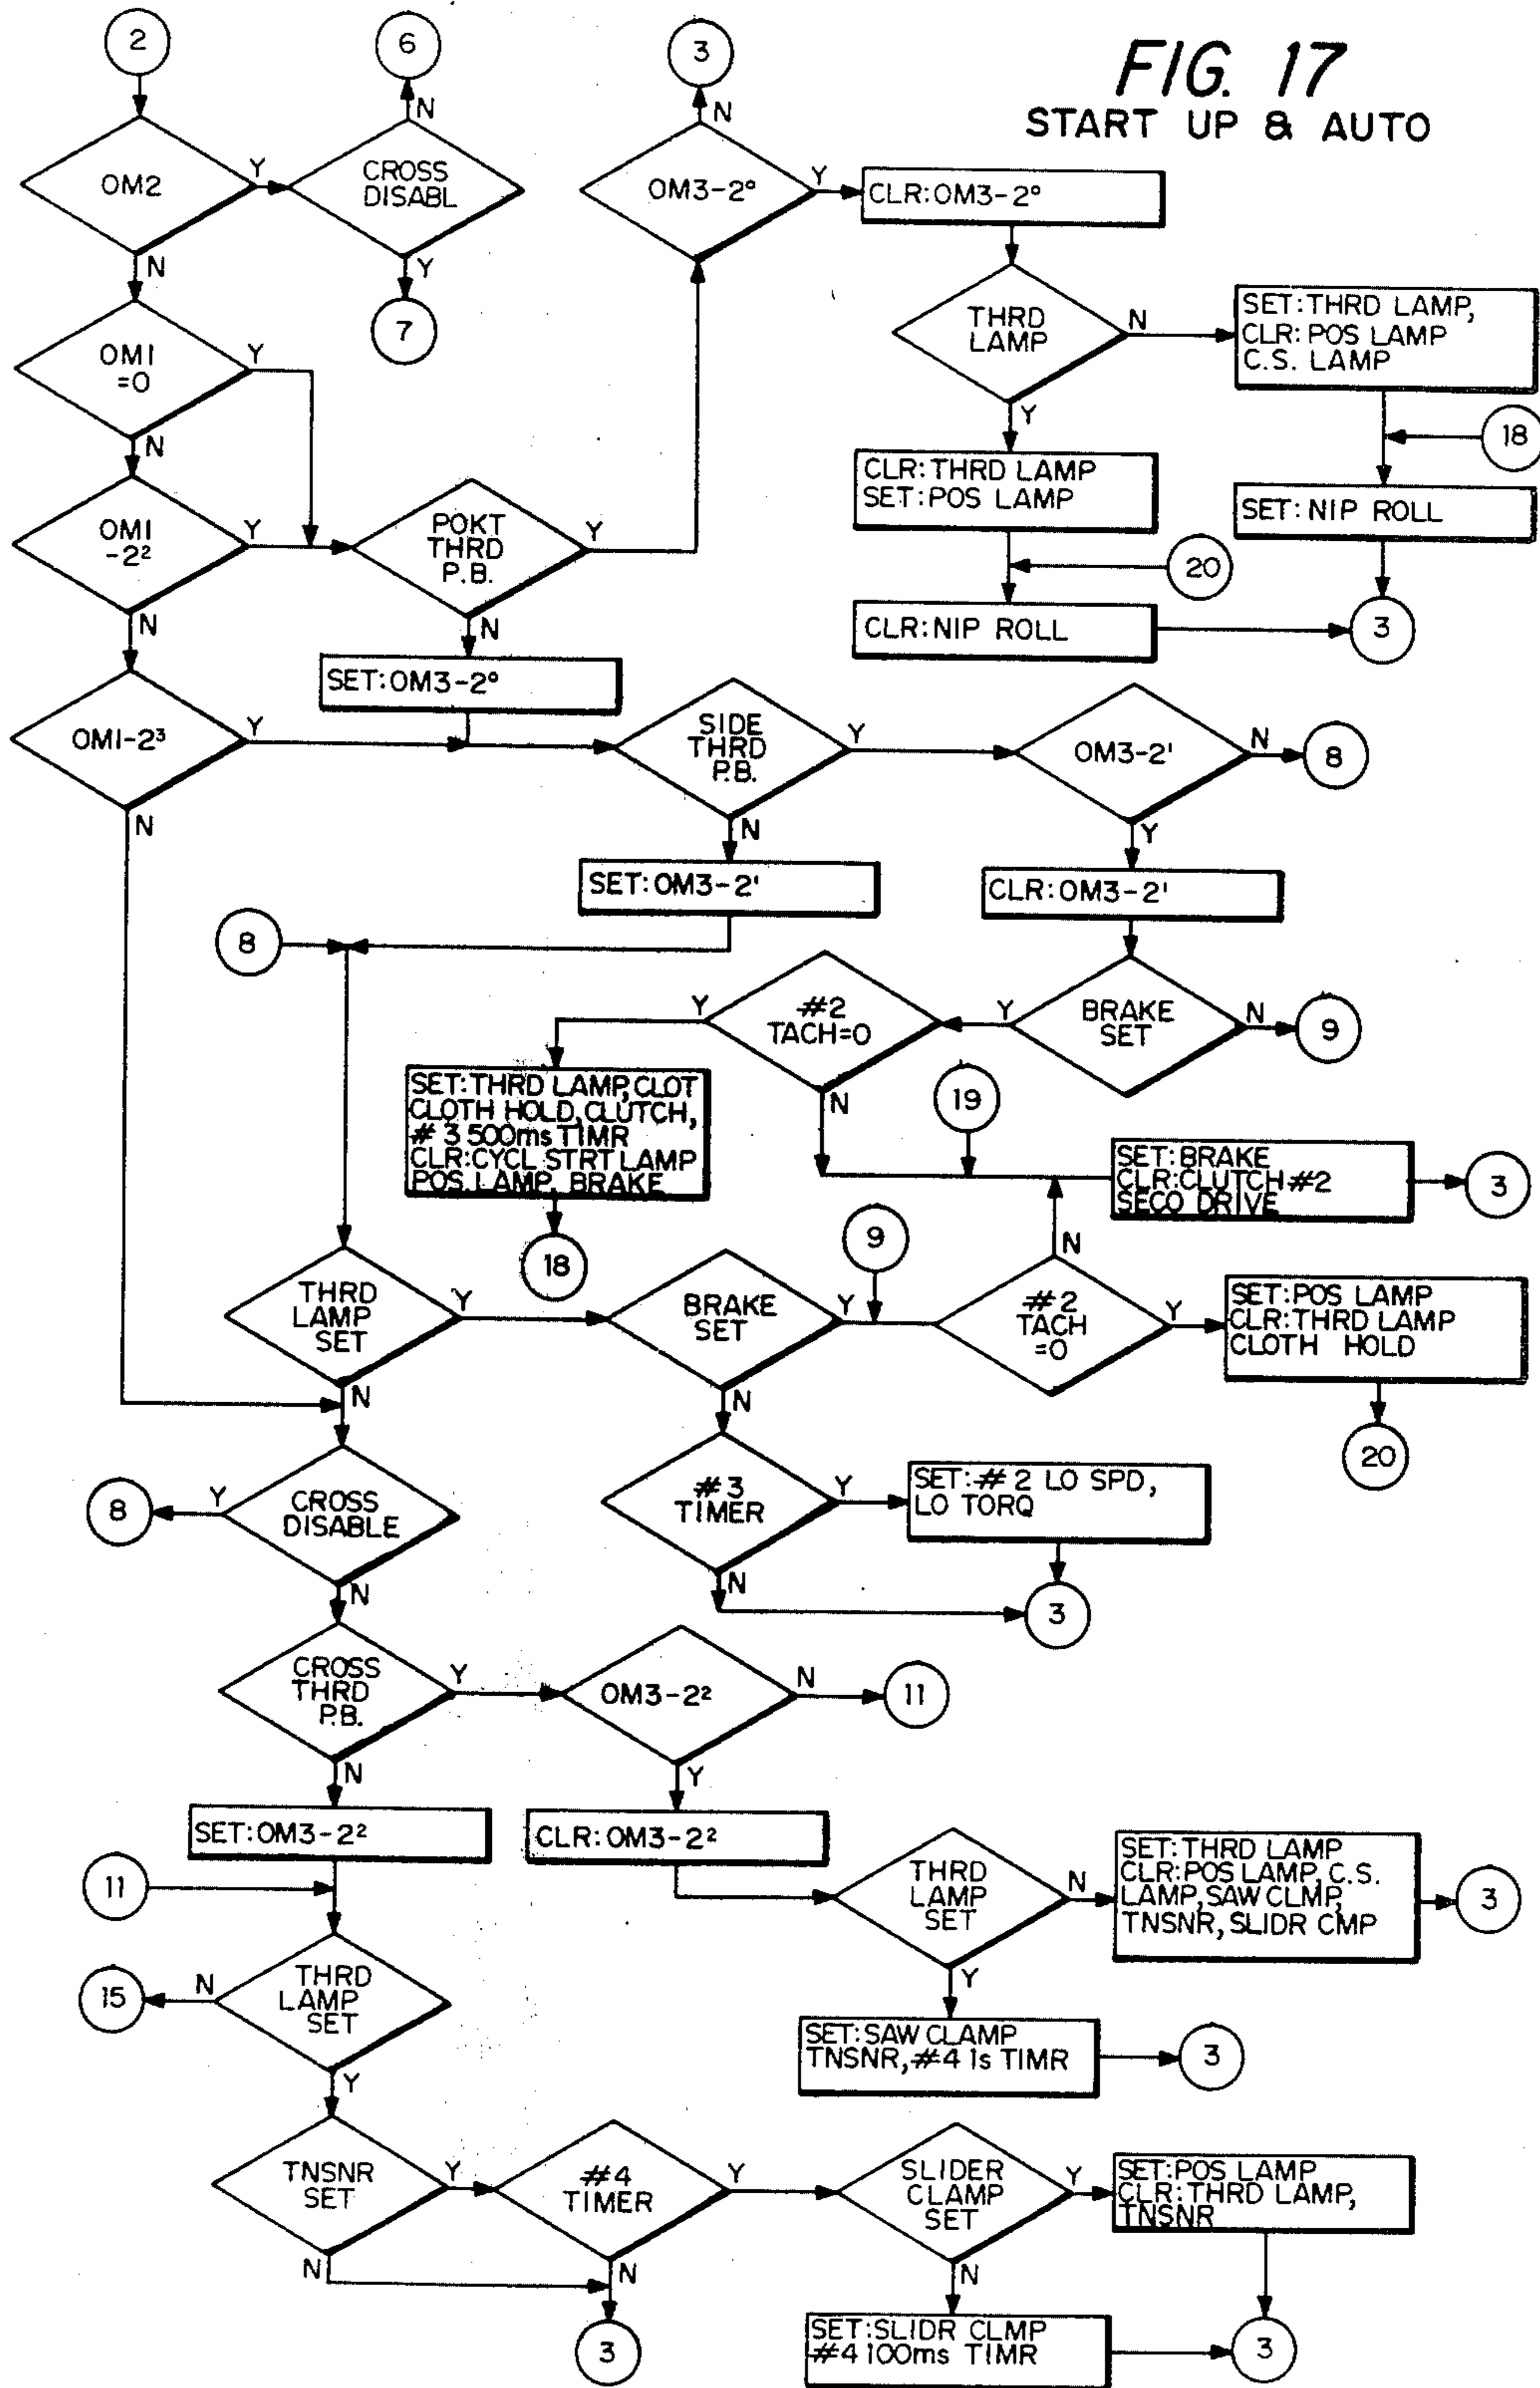 2
6
3
FIG. 17
START UP & AUTO
OM2
Y
N
CROSS
DISABL
N
Y
7
OM3-2°
N
Y
CLR:OM3-2°
OM1
=0
Y
N
THRD
LAMP
N
Y
SET:THRD LAMP,
CLR:POS LAMP
C.S. LAMP
18
CLR:THRD LAMP
SET:POS LAMP
SET:NIP ROLL
OM1
-2²
Y
N
POKT
THRD
P.B.
Y
N
20
CLR:NIP ROLL
3
SET:OM3-2°
OM1-2³
Y
N
SIDE
THRD
P.B.
Y
N
OM3-2'
N
Y
8
SET:OM3-2'
CLR:OM3-2'
8
#2
TACH=0
Y
N
BRAKE
SET
Y
N
9
SET:THRD LAMP,CLOT
CLOTH HOLD,CLUTCH,
# 3 500ms TIMR
CLR:CYCL STRT LAMP
POS. LAMP, BRAKE
19
SET:BRAKE
CLR:CLUTCH #2
SECO DRIVE
3
18
9
THRD
LAMP
SET
Y
N
BRAKE
SET
Y
N
#2
TACH
=0
N
Y
SET:POS LAMP
CLR:THRD LAMP
CLOTH HOLD
20
8
Y
CROSS
DISABLE
N
#3
TIMER
Y
N
SET:# 2 LO SPD,
LO TORQ
3
CROSS
THRD
P.B.
Y
N
OM3-2²
N
Y
11
SET:OM3-2²
CLR:OM3-2²
11
THRD
LAMP
SET
N
Y
SET:THRD LAMP
CLR:POS LAMP,C.S.
LAMP,SAW CLMP,
TNSNR,SLIDR CMP
3
15
N
THRD
LAMP
SET
Y
SET:SAW CLAMP
TNSNR,#4 1s TIMR
3
TNSNR
SET
Y
N
#4
TIMER
Y
N
SLIDER
CLAMP
SET
Y
N
SET:POS LAMP
CLR:THRD LAMP,
TNSNR
3
SET:SLIDR CLMP
#4 100ms TIMR
3